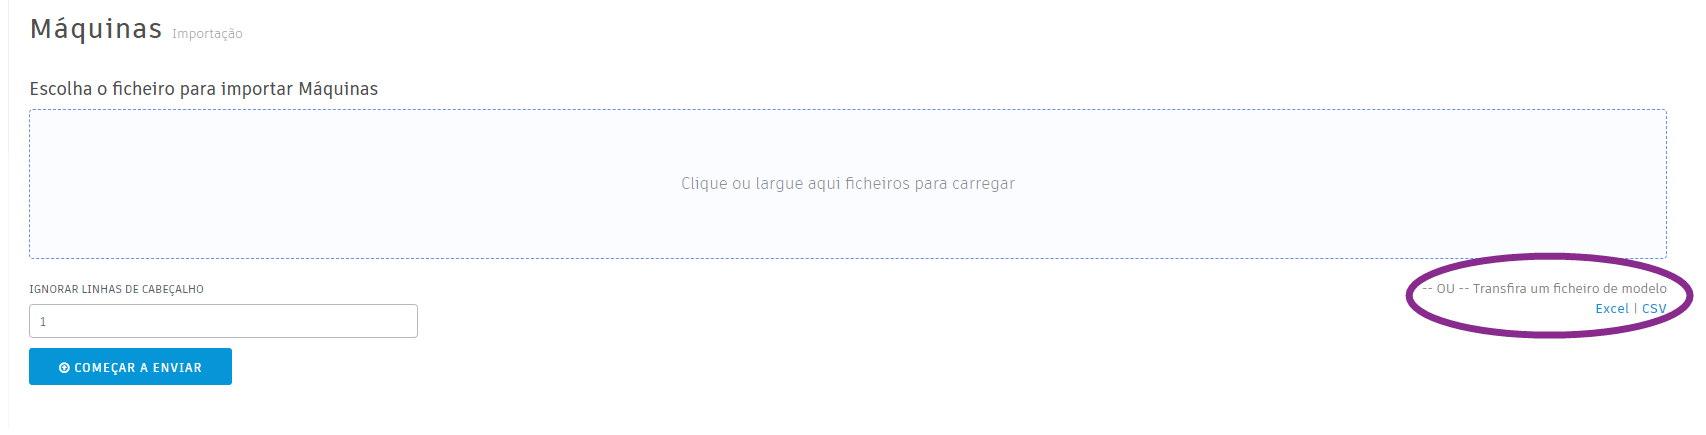 Máquinas Importação
Escolha o ficheiro para importar Máquinas
Clique ou largue aqui ficheiros para carregar
IGNORAR LINHAS DE CABEÇALHO
-- OU -- Transfira um ficheiro de modelo
Excel | CSV
1
COMEÇAR A ENVIAR